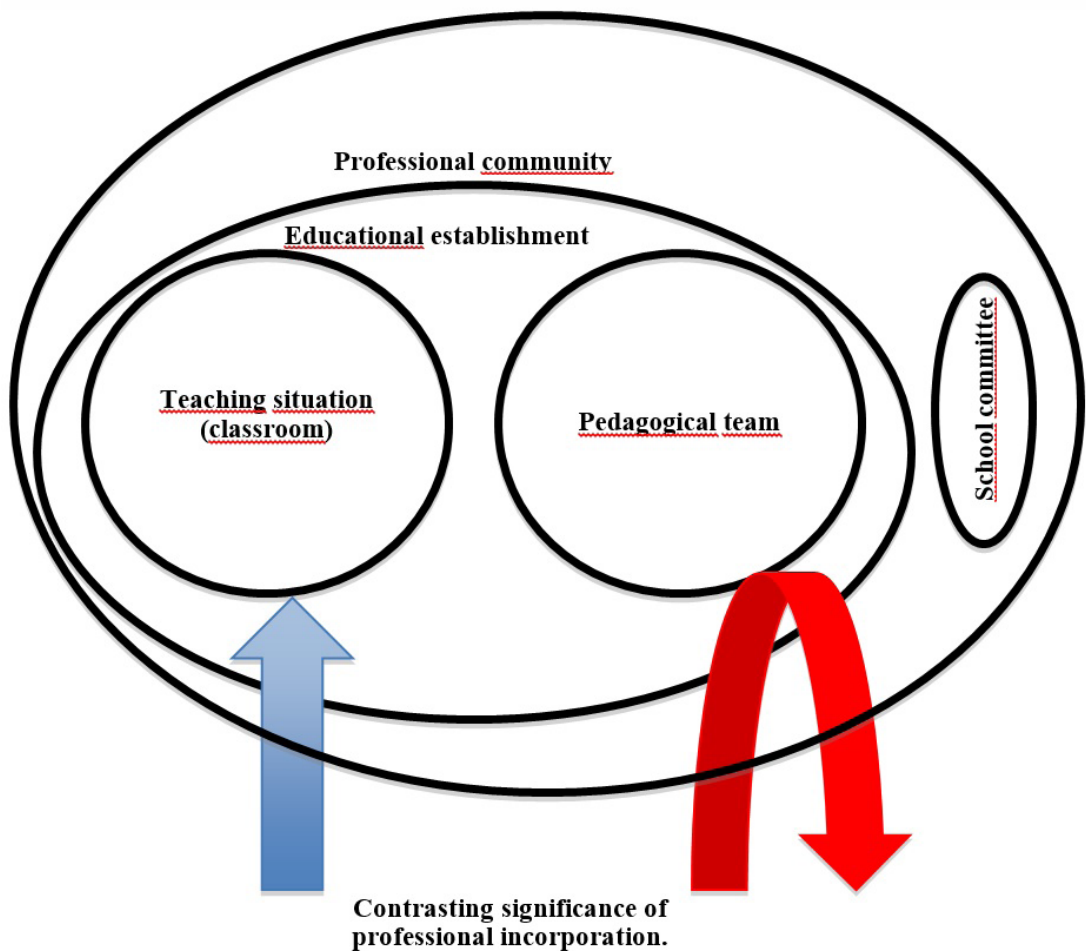 Professional community
Educational establishment
Teaching situation
(classroom)
Pedagogical team
School committee
Contrasting significance of
professional incorporation.